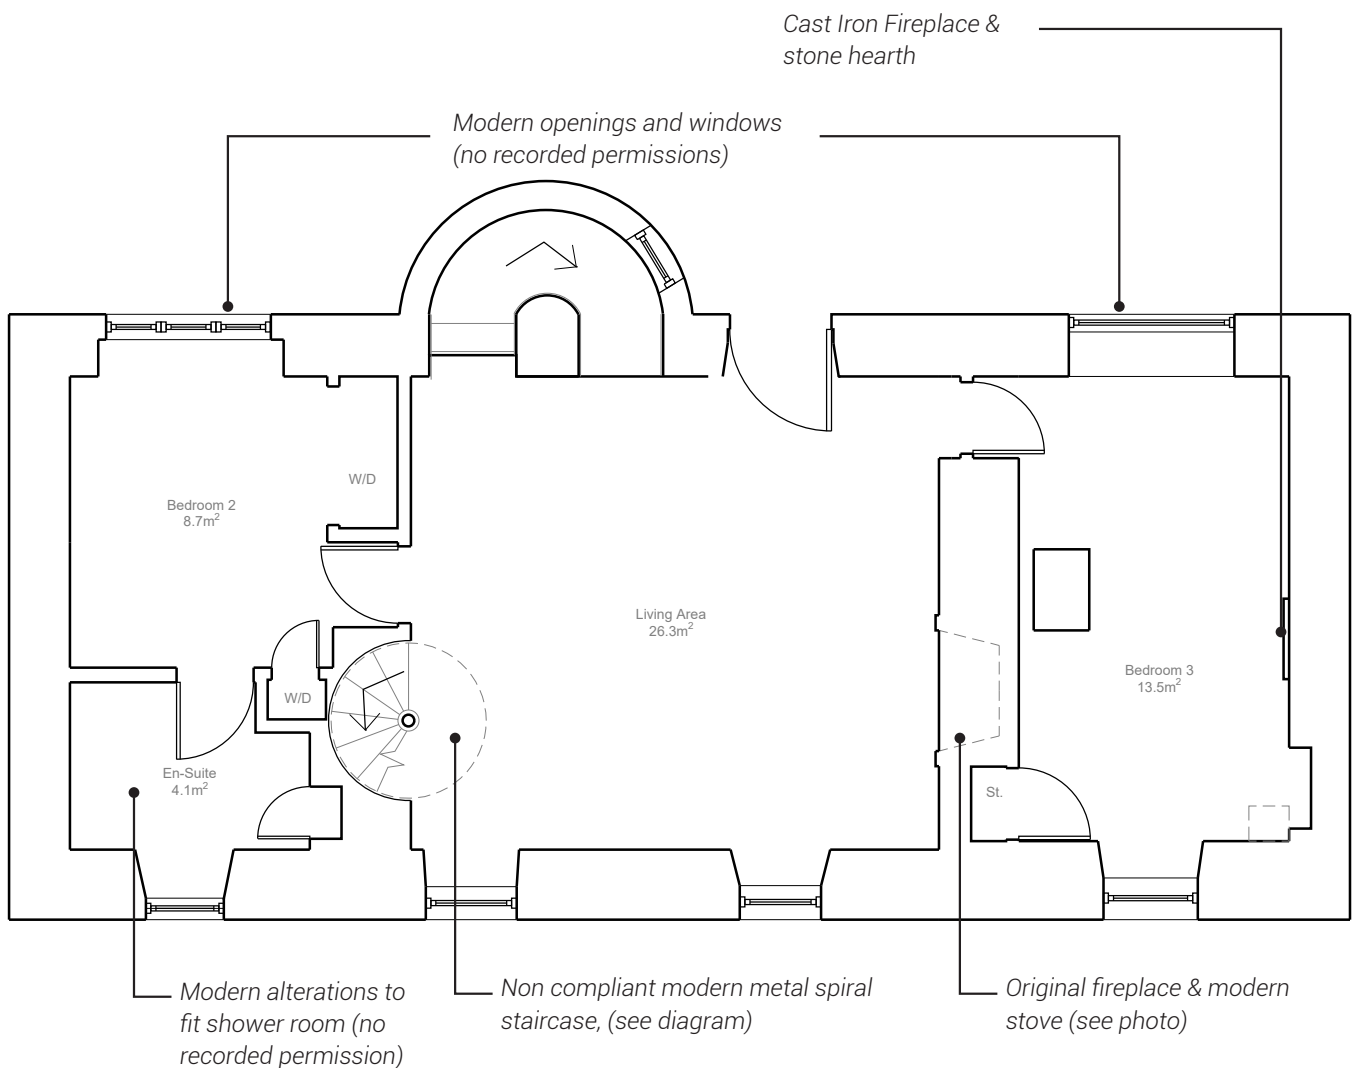 Cast Iron Fireplace &
stone hearth
Modern openings and windows
(no recorded permissions)
W/D
Bedroom 2
8.7m²
Living Area
26.3m²
Bedroom 3
13.5m²
W/D
En-Suite
4.1m²
St.
Modern alterations to
fit shower room (no
recorded permission)
Non compliant modern metal spiral
staircase, (see diagram)
Original fireplace & modern
stove (see photo)